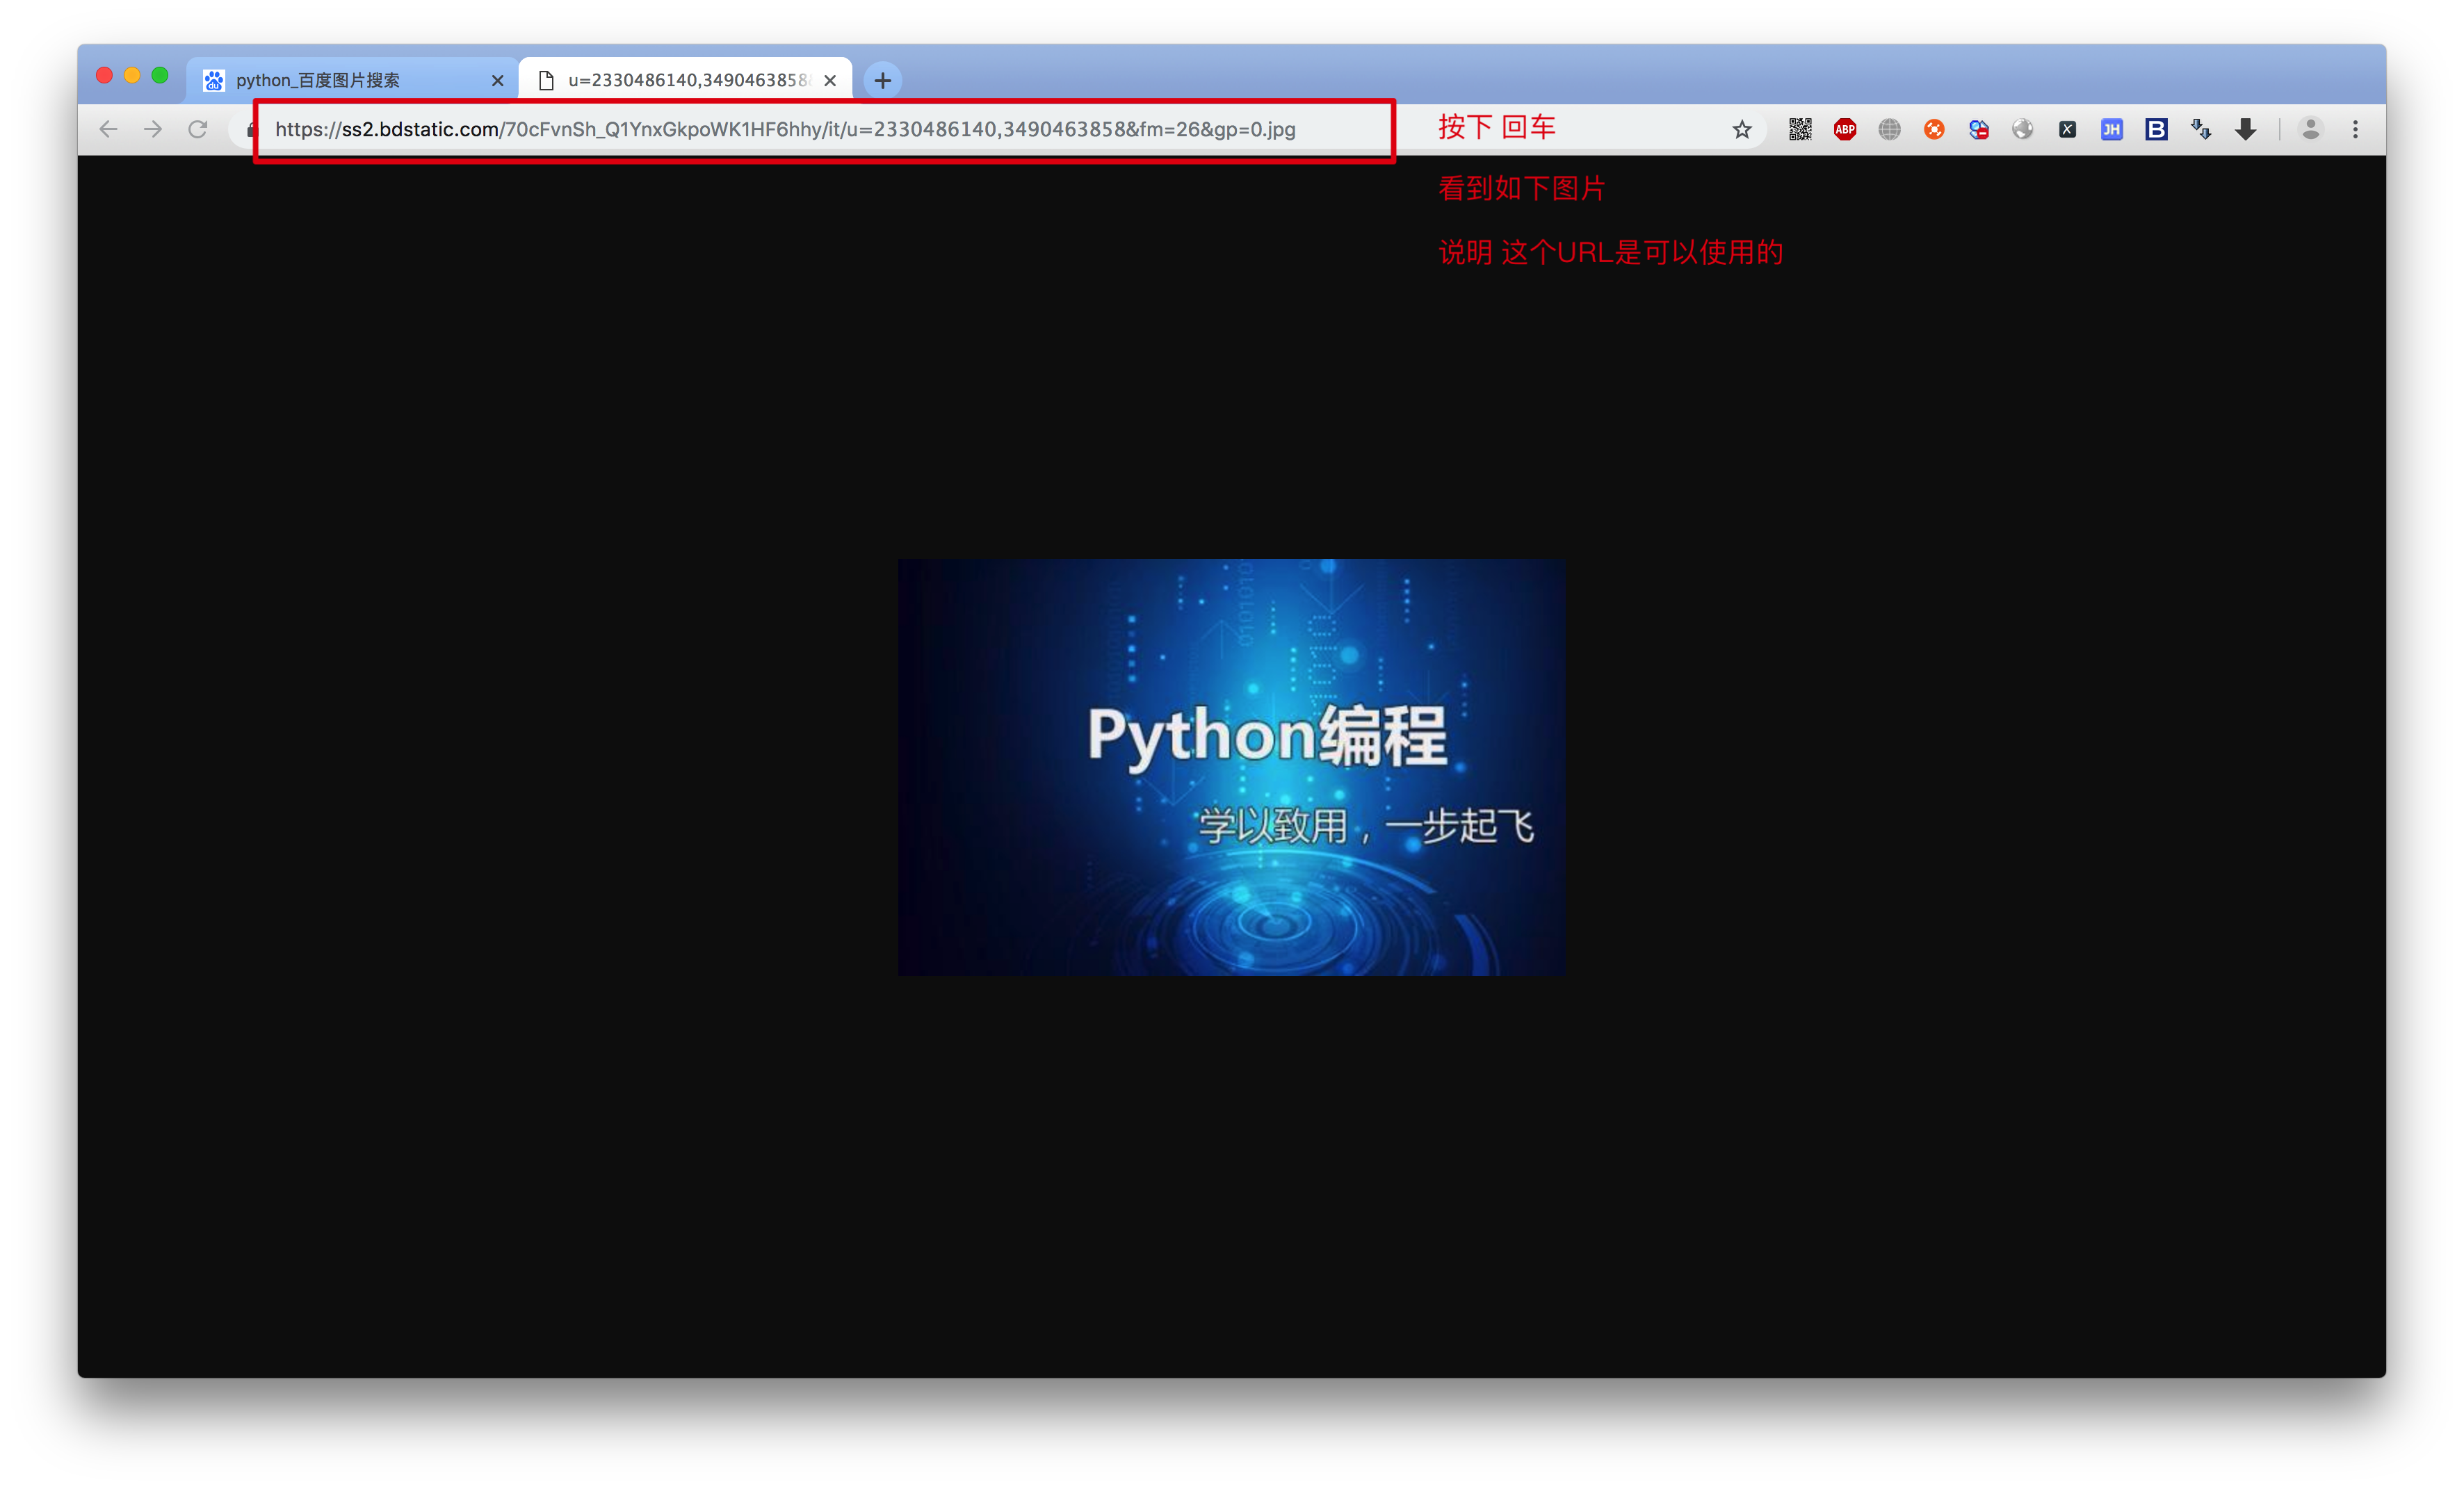 python_百度图片搜索
u=2330486140,3490463858
https://ss2.bdstatic.com/70cFvnSh_Q1YnxGkpoWK1HF6hhy/it/u=2330486140,3490463858&fm=26&gp=0.jpg
按下 回车
ABP
JH
B
看到如下图片
说明 这个URL是可以使用的
Python编程
学以致用，一步起飞